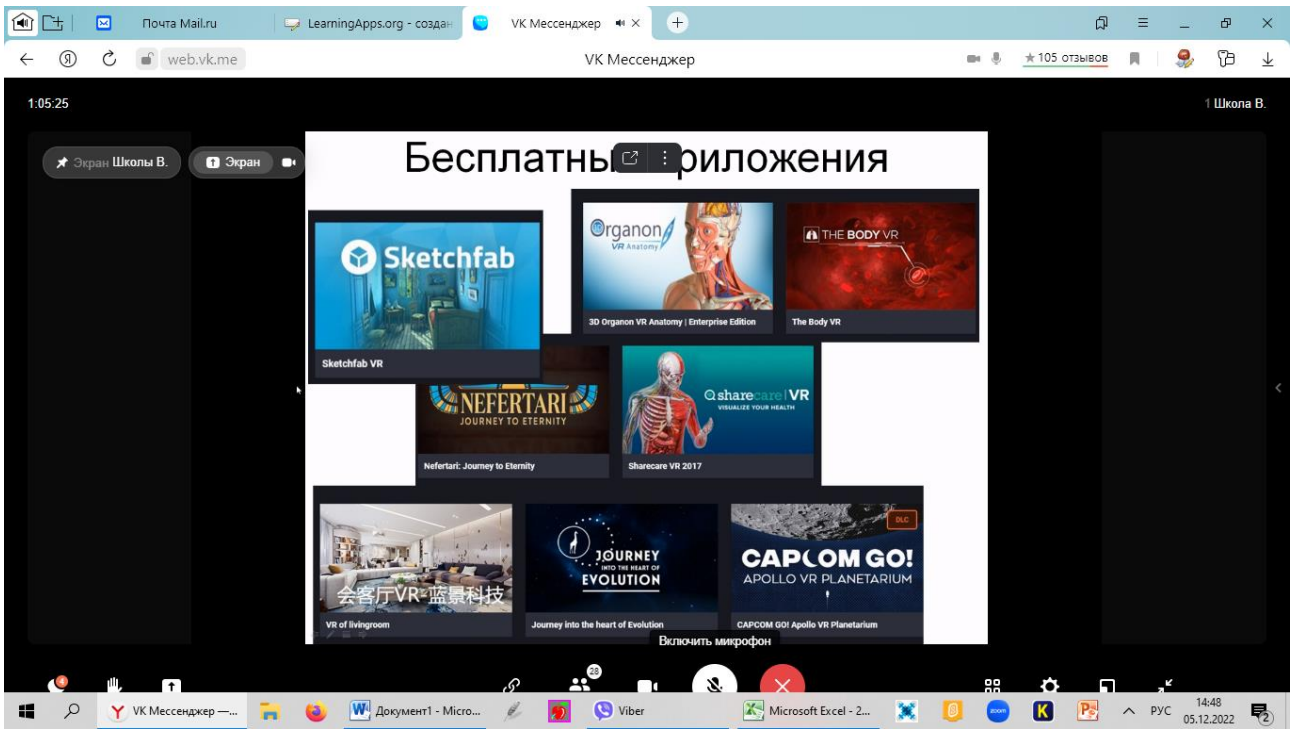 Почта Mail.ru
LearningApps.org - создан
VK Мессенджер
web.vk.me
VK Мессенджер
★ 105 отзывов
1:05:25
1 Школа В.
Экран Школы В.
Экран
Бесплатны риложения
Sketchfab
Sketchfab VR
Organon
VR Anatomy
3D Organon VR Anatomy | Enterprise Edition
THE BODY VR
The Body VR
NEFERTARI
JOURNEY TO ETERNITY
Nefertari: Journey to Eternity
sharecare VR
VISUALIZE YOUR HEALTH
Sharecare VR 2017
会客厅VR-蓝景科技
VR of livingroom
JOURNEY
INTO THE HEART OF
EVOLUTION
Journey into the heart of Evolution
DLC
CAPCOM GO!
APOLLO VR PLANETARIUM
CAPCOM GO! Apollo VR Planetarium
Включить микрофон
4
28
VK Мессенджер —...
Документ1 - Micro...
Viber
Microsoft Excel - 2...
zoom
K
РУС
14:48
05.12.2022
2